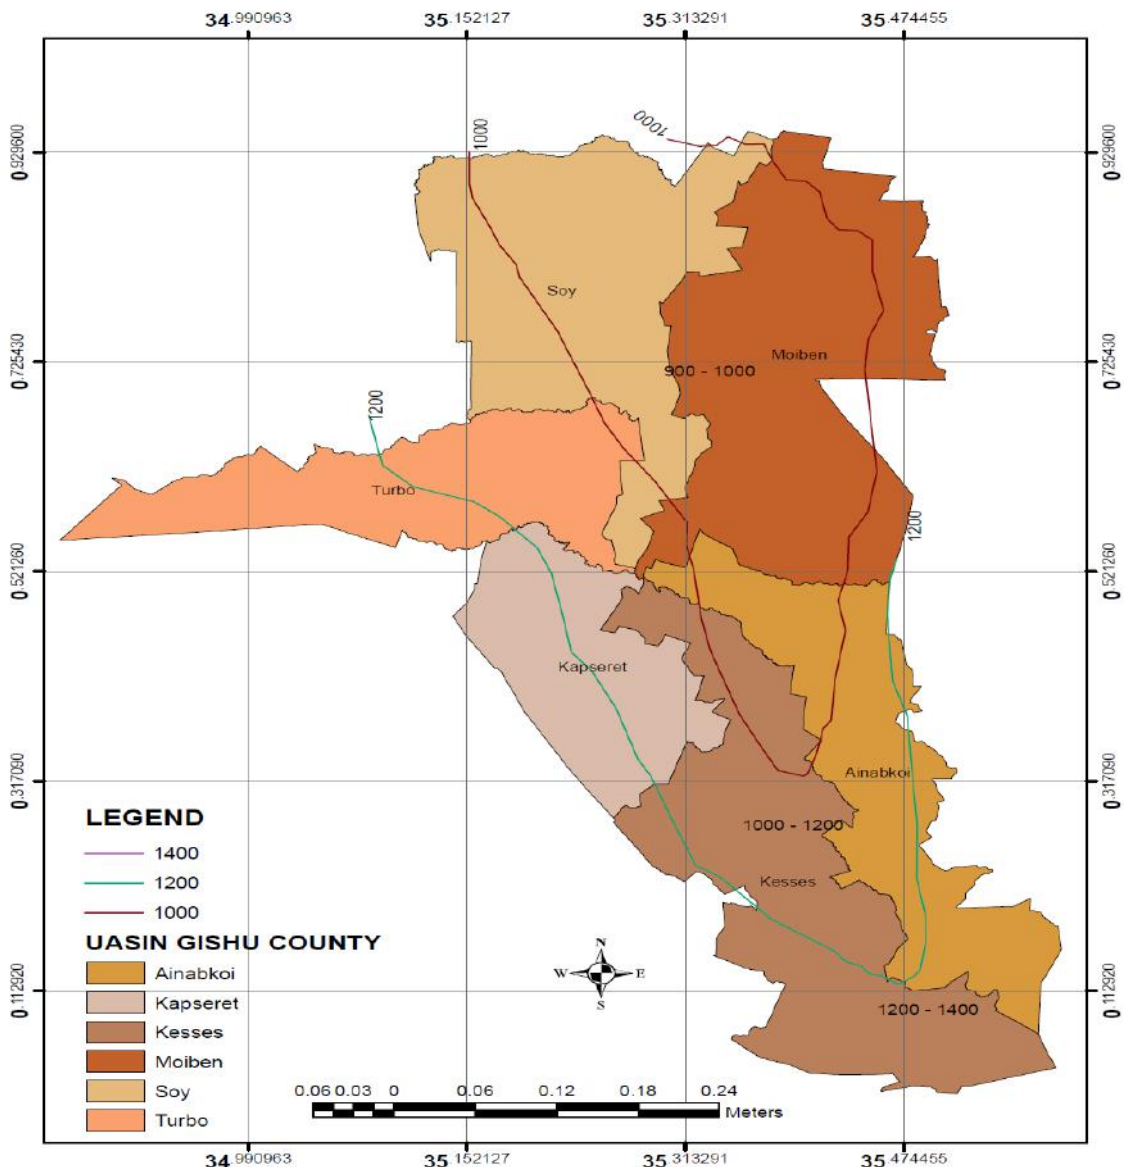 34.990963 35.152127 35.313291 35.474455
1000
1000
0.929600 0.929600
Soy
Moiben
0.725430 0.725430
900 - 1000
1200
Turbo
1200
0.521260 0.521260
Kapseret
Ainabkoi
0.317090 0.317090
LEGEND
1000 - 1200
1400
1200
Kesses
1000
UASIN GISHU COUNTY
N
W E
S
Ainabkoi
0.112920 0.112920
Kapseret
1200 - 1400
Kesses
Moiben
Soy
0.06 0.03 0 0.06 0.12 0.18 0.24
Meters
Turbo
34.990963 35.152127 35.313291 35.474455